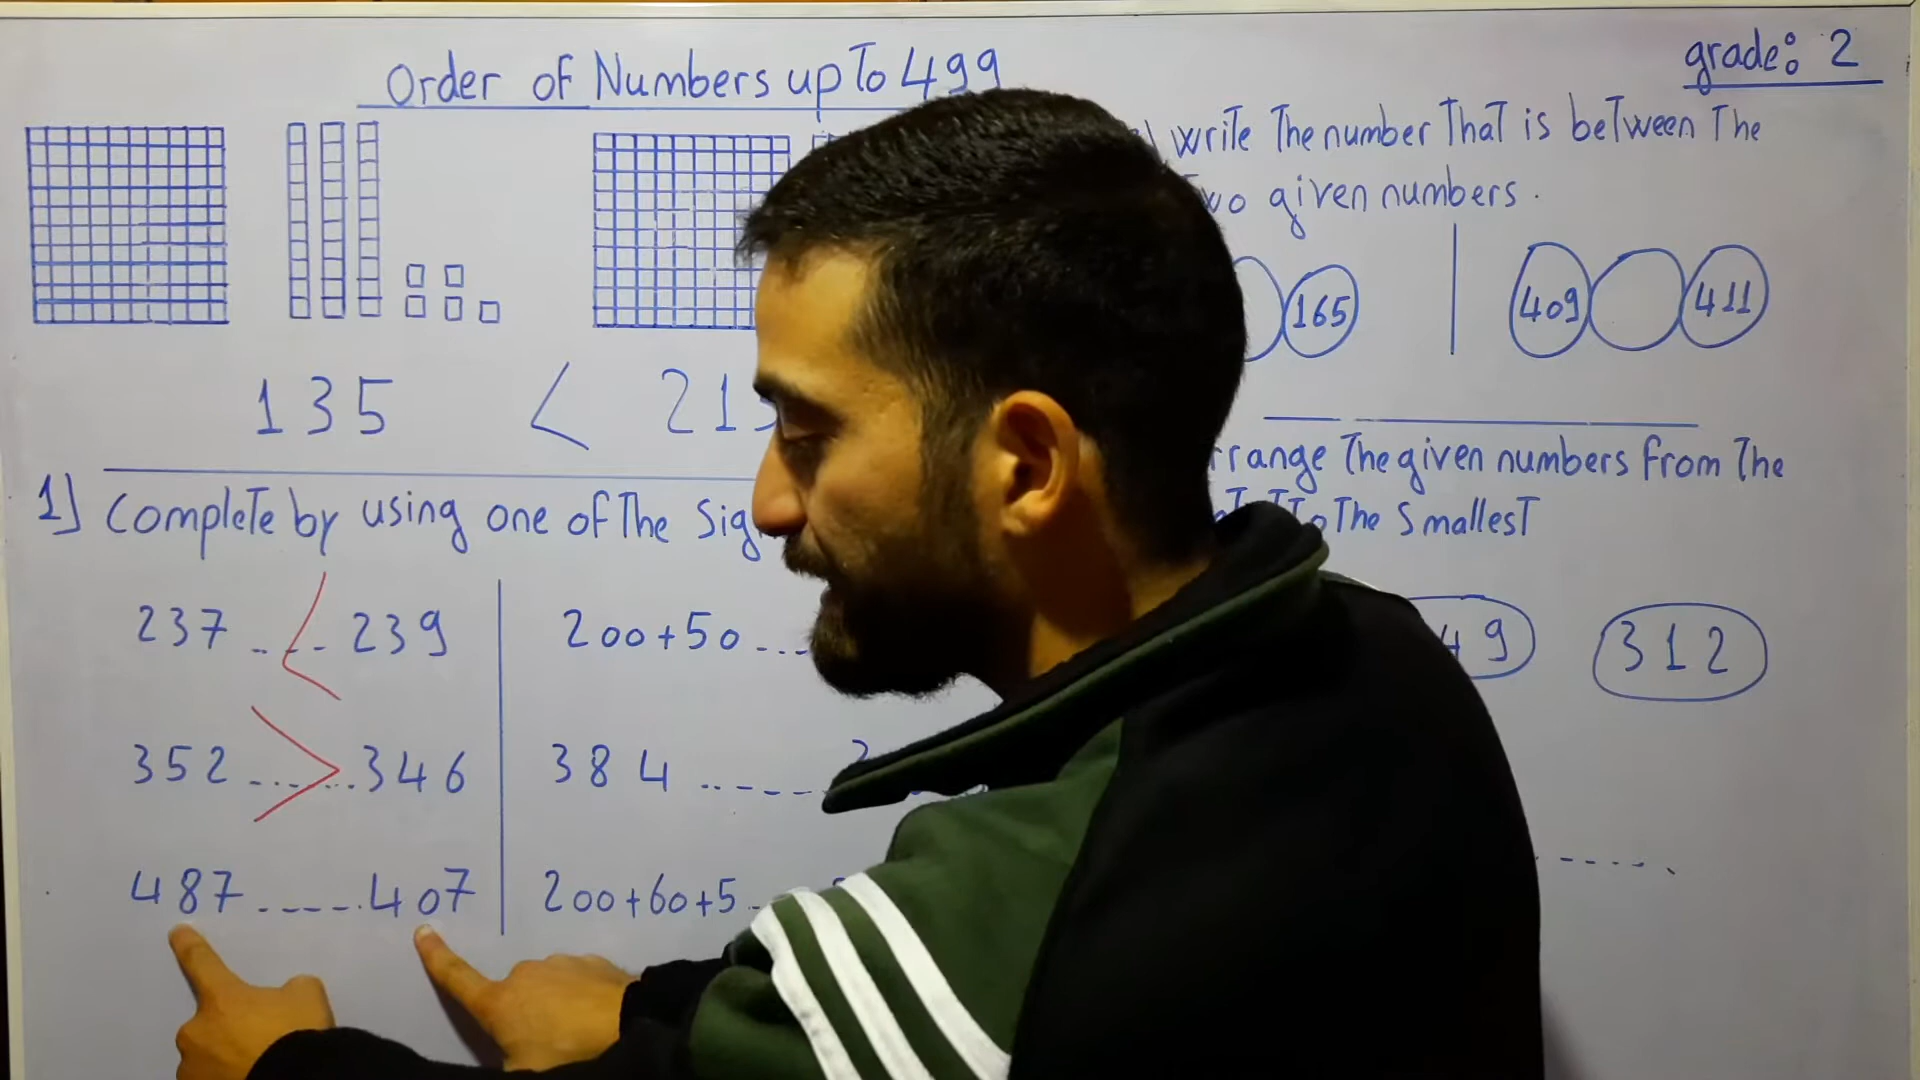 Order of Numbers up To 499
grade: 2
135 < 21
1) Complete by using one of The
237 ..<.. 239
352 ...>... 346
487 ........ 407
200+50 ...
384 ........
200+60+5
write The number That is beTween The
given numbers.
165
409 411
The given numbers from The
The SmallesT
312